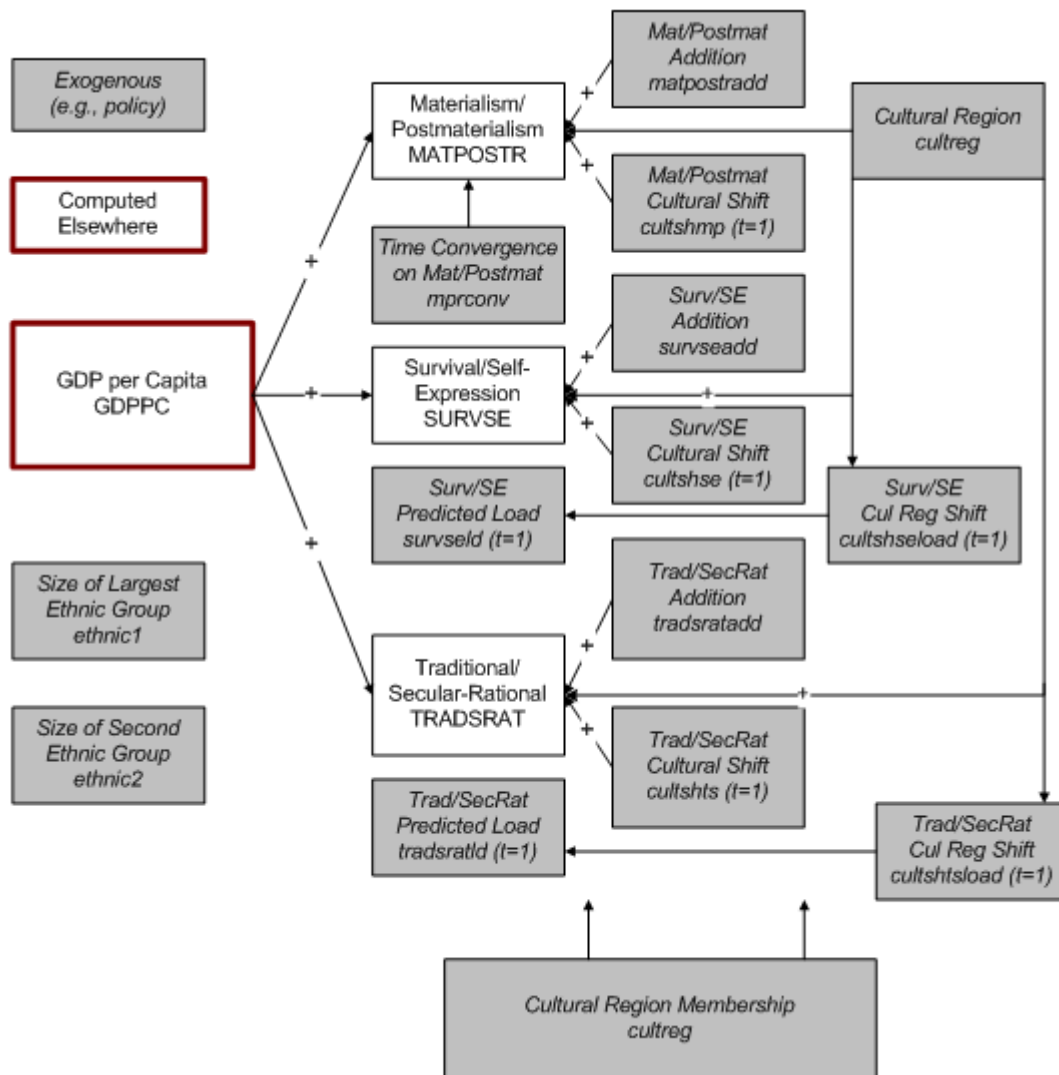 Exogenous
(e.g., policy)
Computed
Elsewhere
GDP per Capita
GDPPC
Size of Largest
Ethnic Group
ethnic1
Size of Second
Ethnic Group
ethnic2
+
+
+
Materialism/
Postmaterialism
MATPOSTR
Time Convergence
on Mat/Postmat
mprconv
Survival/Self-
Expression
SURVSE
Surv/SE
Predicted Load
survseld (t=1)
Traditional/
Secular-Rational
TRADSRAT
Trad/SecRat
Predicted Load
tradsratld (t=1)
+
+
+
+
+
+
Mat/Postmat
Addition
matpostradd
Mat/Postmat
Cultural Shift
cultshmp (t=1)
Surv/SE
Addition
survseadd
+
Surv/SE
Cultural Shift
cultshse (t=1)
Trad/SecRat
Addition
tradsratadd
+
Trad/SecRat
Cultural Shift
cultshts (t=1)
Cultural Region
cultreg
Surv/SE
Cul Reg Shift
cultshseload (t=1)
Trad/SecRat
Cul Reg Shift
cultshtsload (t=1)
Cultural Region Membership
cultreg